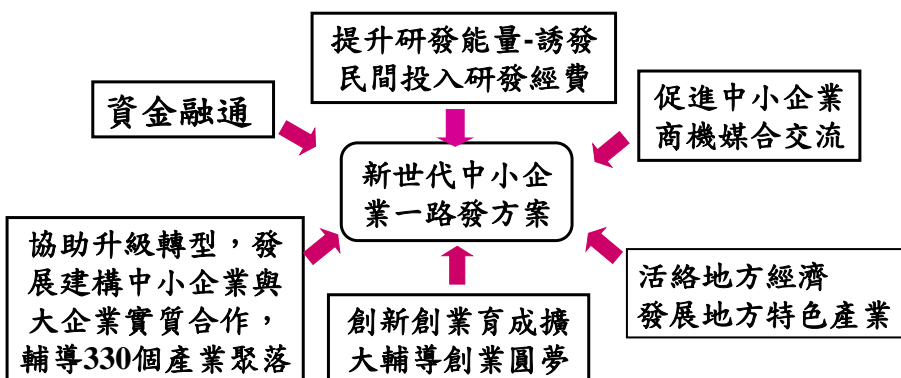 提升研發能量-誘發
民間投入研發經費
資金融通
促進中小企業
商機媒合交流
新世代中小企
業一路發方案
協助升級轉型，發
展建構中小企業與
大企業實質合作，
輔導330個產業聚落
創新創業育成擴
大輔導創業圓夢
活絡地方經濟
發展地方特色產業